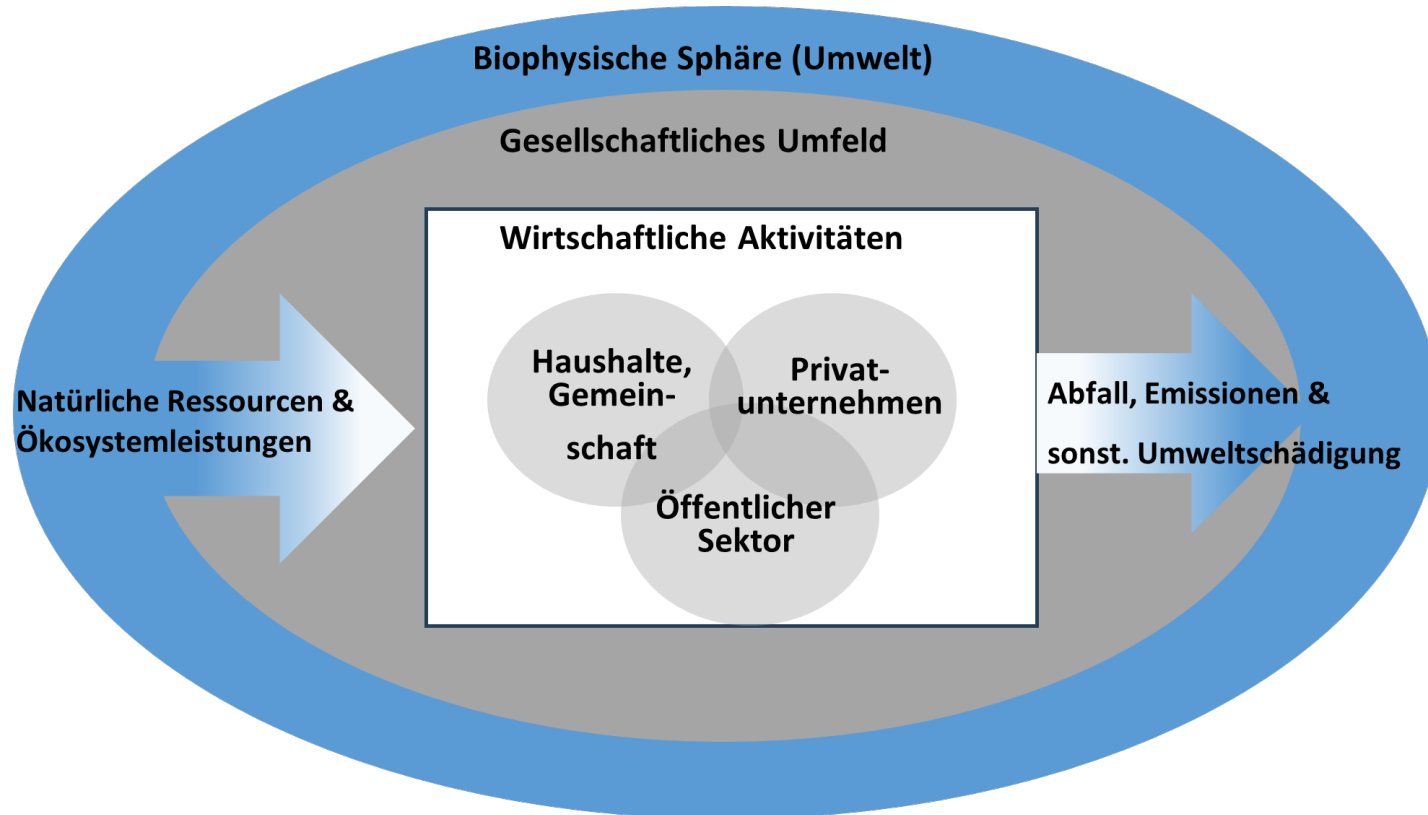 Biophysische Sphäre (Umwelt)
Gesellschaftliches Umfeld
Wirtschaftliche Aktivitäten
Haushalte,
Gemein-
schaft
Privat-
unternehmen
Öffentlicher
Sektor
Natürliche Ressourcen &
Ökosystemleistungen
Abfall, Emissionen &
sonst. Umweltschädigung